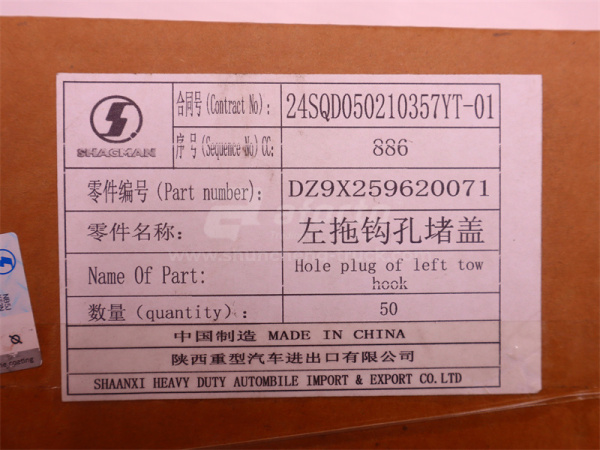 合同号(Contract No): 24SQD050210357YT-01
SHACMAN
序 号(Sequence No)CC: 886
零件编号(Part number): DZ9X259620071
零件名称: 左拖钩孔堵盖
Name Of Part: Hole plug of left tow
hook
数量(quantity): 50
中国制造 MADE IN CHINA
陕西重型汽车进出口有限公司
SHAANXI HEAVY DUTY AUTOMBILE IMPORT & EXPORT CO.LTD